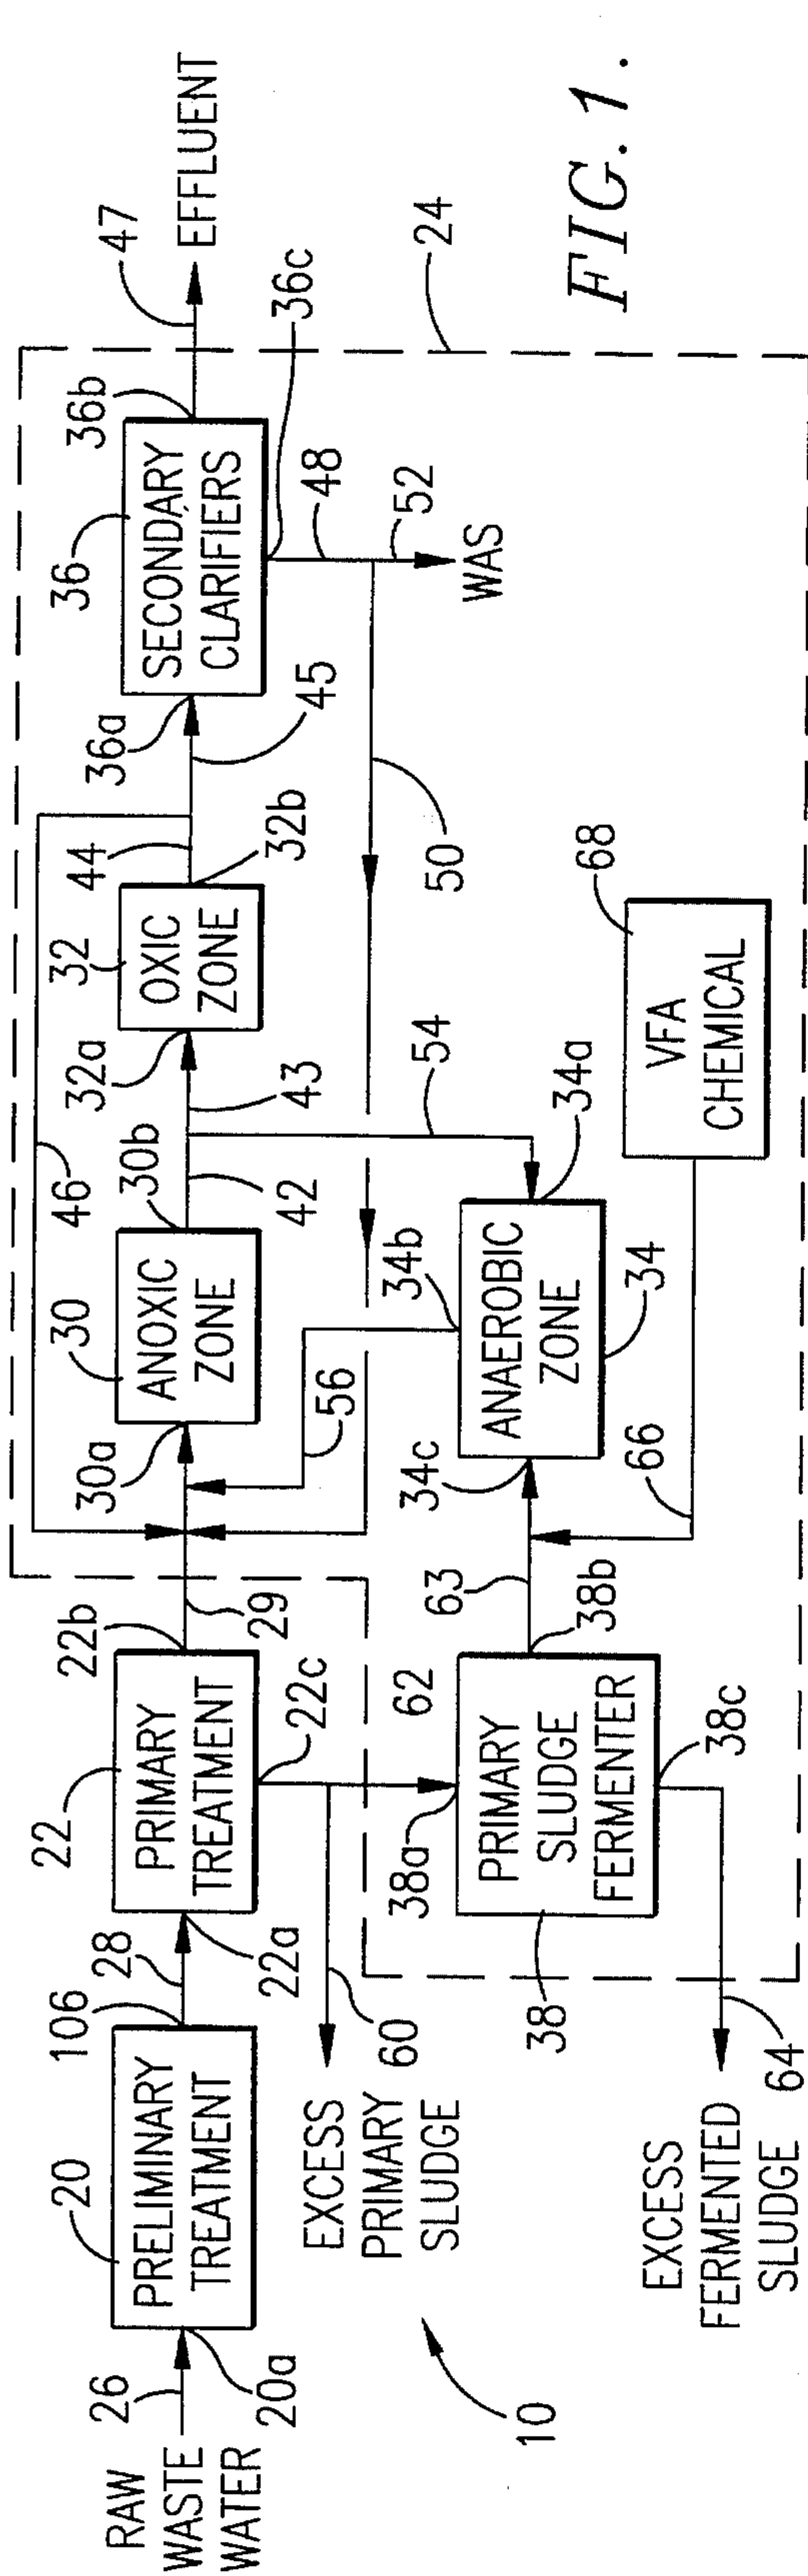 RAW
WASTE
WATER
26
20a
20
PRELIMINARY
TREATMENT
106
28
22a
22
PRIMARY
TREATMENT
22b
22c
29
60
EXCESS
PRIMARY
SLUDGE
10
30a
30
ANOXIC
ZONE
30b
42
43
46
32a
32
OXIC
ZONE
32b
44
45
36a
36
SECONDARY
CLARIFIERS
36b
36c
47
EFFLUENT
48
52
WAS
50
54
56
24
38a
62
PRIMARY
SLUDGE
FERMENTER
38
38b
38c
63
64
EXCESS
FERMENTED
SLUDGE
34c
34b
ANAEROBIC
ZONE
34a
34
66
68
VFA
CHEMICAL
FIG. 1.